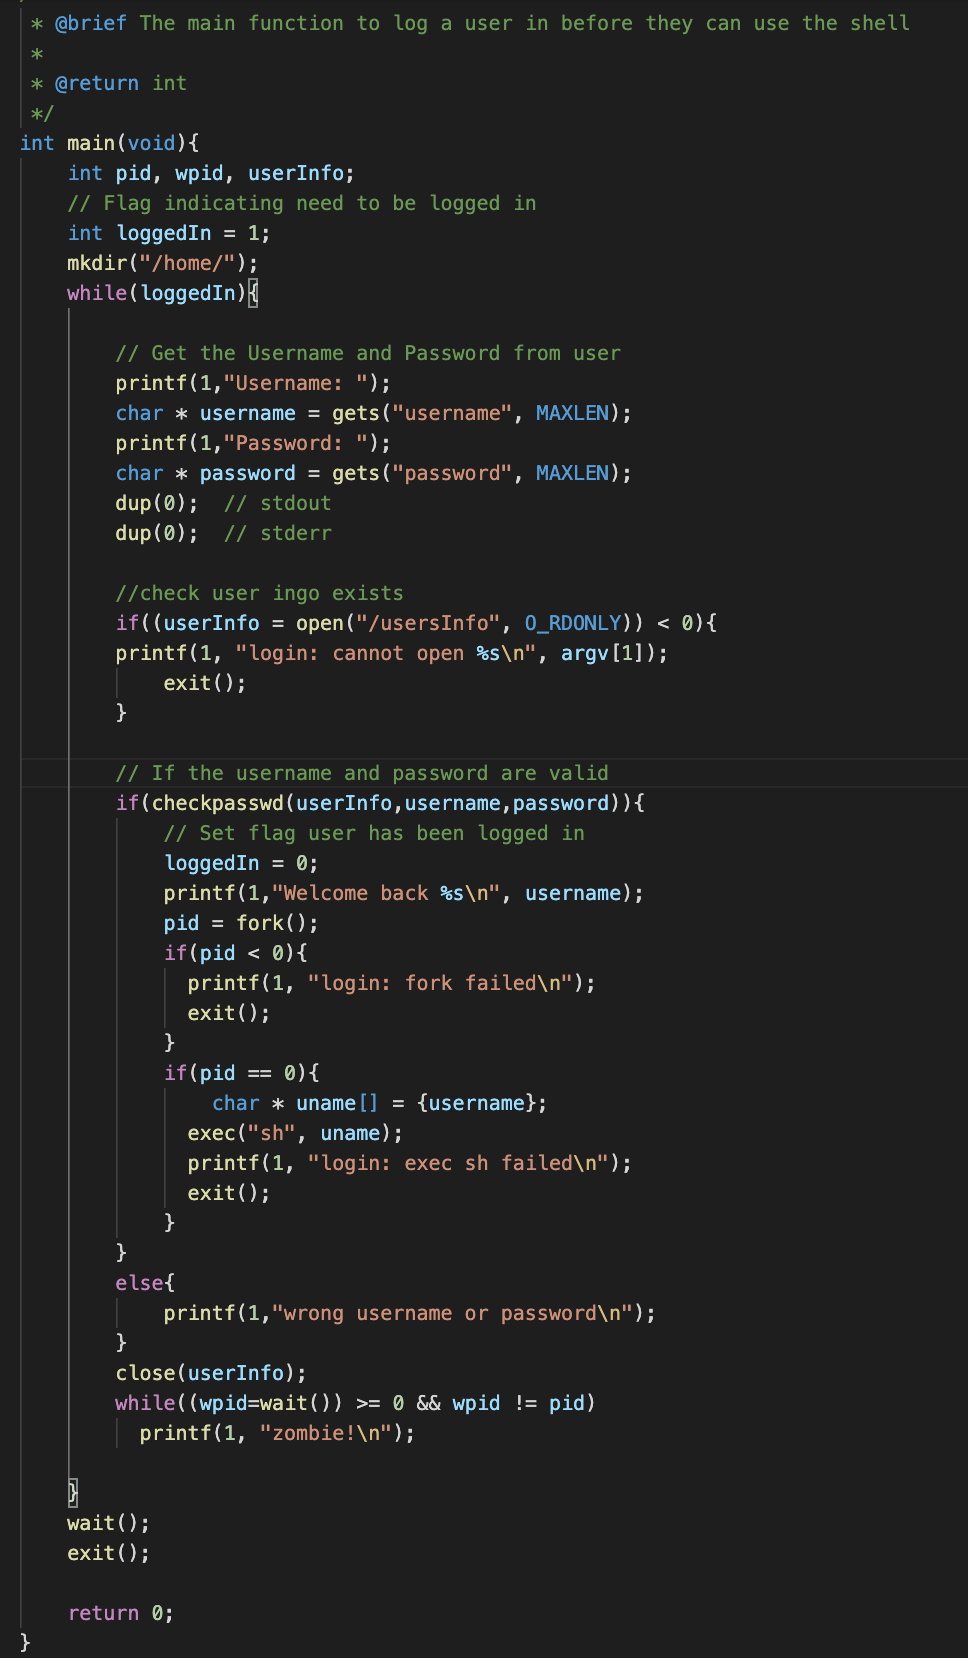 * @brief The main function to log a user in before they can use the shell
*
* @return int
*/
int main(void){
    int pid, wpid, userInfo;
    // Flag indicating need to be logged in
    int loggedIn = 1;
    mkdir("/home/");
    while(loggedIn){

        // Get the Username and Password from user
        printf(1,"Username: ");
        char * username = gets("username", MAXLEN);
        printf(1,"Password: ");
        char * password = gets("password", MAXLEN);
        dup(0);  // stdout
        dup(0);  // stderr

        //check user ingo exists
        if((userInfo = open("/usersInfo", O_RDONLY)) < 0){
        printf(1, "login: cannot open %s\n", argv[1]);
            exit();
        }

        // If the username and password are valid
        if(checkpasswd(userInfo,username,password)){
            // Set flag user has been logged in
            loggedIn = 0;
            printf(1,"Welcome back %s\n", username);
            pid = fork();
            if(pid < 0){
              printf(1, "login: fork failed\n");
              exit();
            }
            if(pid == 0){
                char * uname[] = {username};
              exec("sh", uname);
              printf(1, "login: exec sh failed\n");
              exit();
            }
        }
        else{
            printf(1,"wrong username or password\n");
        }
        close(userInfo);
        while((wpid=wait()) >= 0 && wpid != pid)
          printf(1, "zombie!\n");

    }
    wait();
    exit();

    return 0;
}